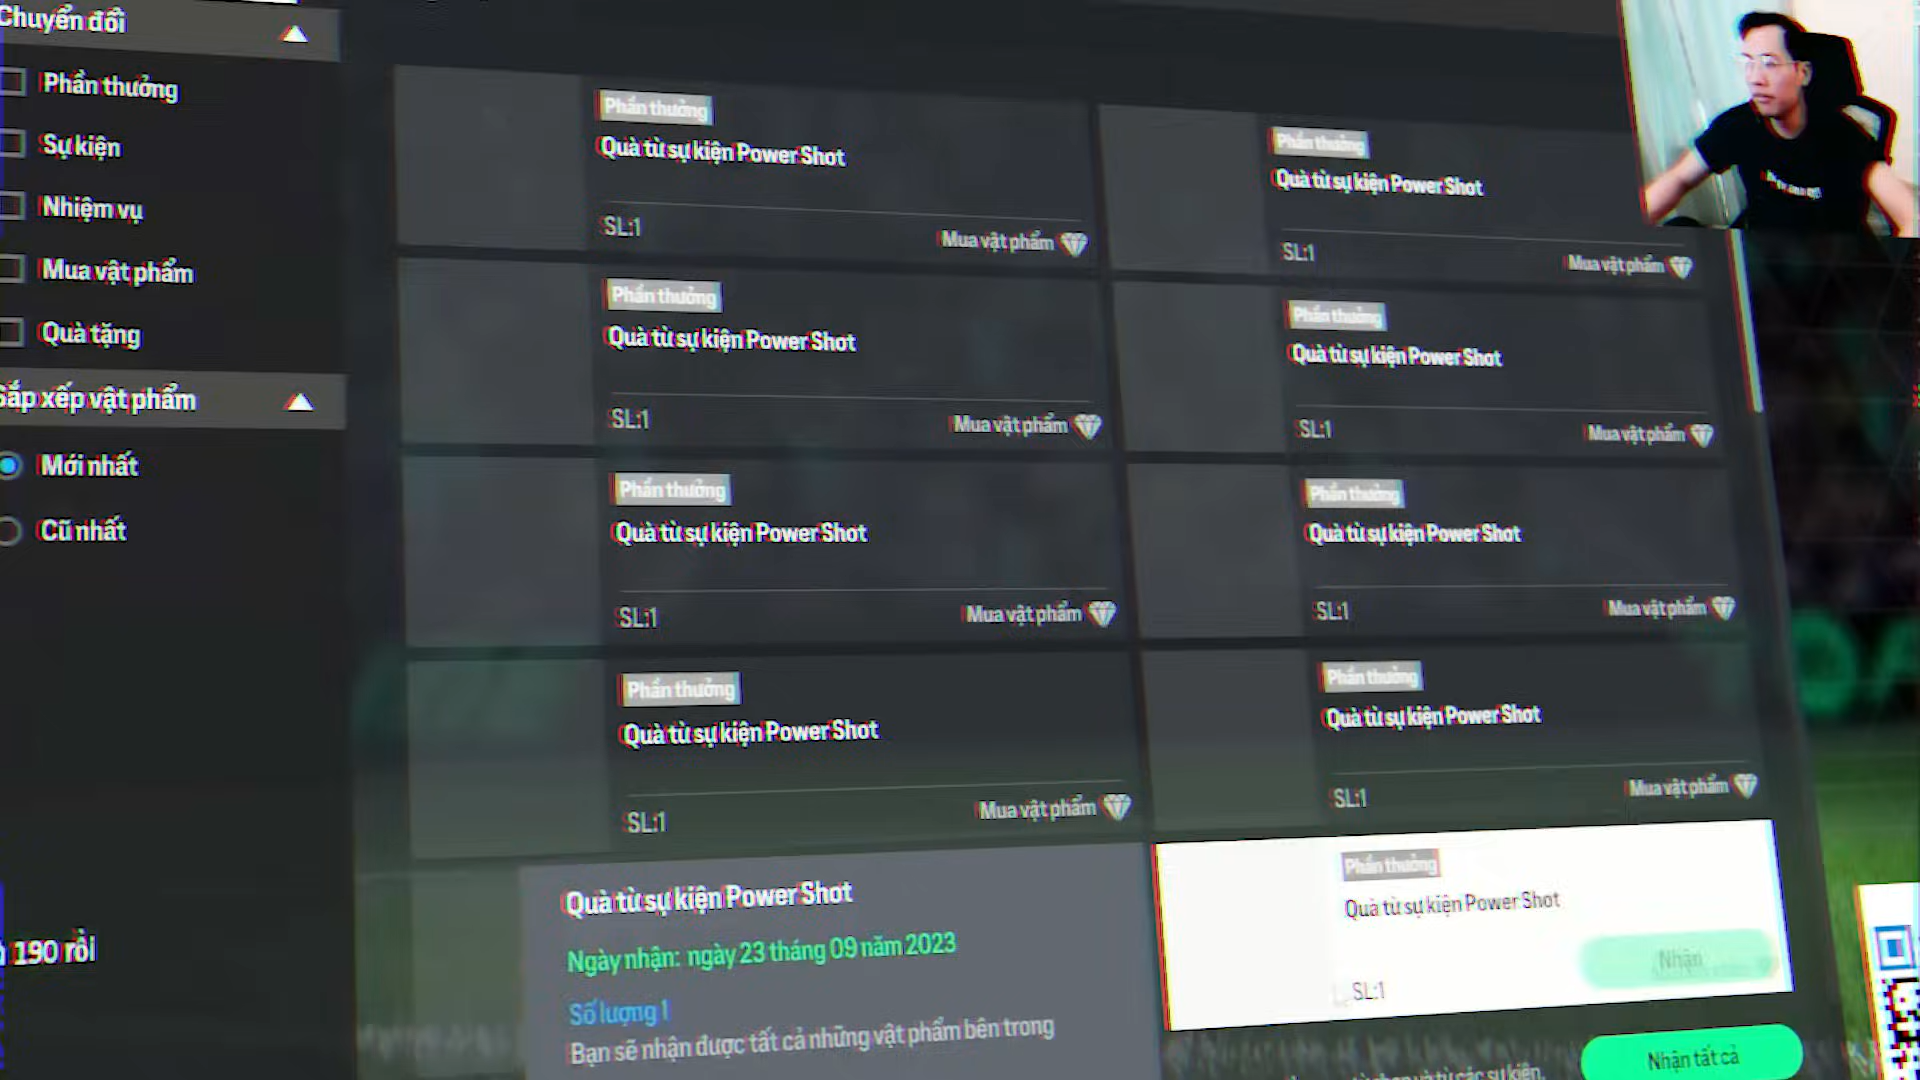 Chuyển đổi
Phần thưởng
Sự kiện
Nhiệm vụ
Mua vật phẩm
Quà tặng
Sắp xếp vật phẩm
Mới nhất
Cũ nhất
190 rồi
Phần thưởng
Quà từ sự kiện Power Shot
SL:1
Mua vật phẩm
Phần thưởng
Quà từ sự kiện Power Shot
SL:1
Mua vật phẩm
Phần thưởng
Quà từ sự kiện Power Shot
SL:1
Mua vật phẩm
Phần thưởng
Quà từ sự kiện Power Shot
SL:1
Mua vật phẩm
Phần thưởng
Quà từ sự kiện Power Shot
SL:1
Mua vật phẩm
Phần thưởng
Quà từ sự kiện Power Shot
SL:1
Mua vật phẩm
Phần thưởng
Quà từ sự kiện Power Shot
SL:1
Mua vật phẩm
Phần thưởng
Quà từ sự kiện Power Shot
SL:1
Mua vật phẩm
Quà từ sự kiện Power Shot
Ngày nhận: ngày 23 tháng 09 năm 2023
Số lượng 1
Bạn sẽ nhận được tất cả những vật phẩm bên trong
Phần thưởng
Quà từ sự kiện Power Shot
Nhận
SL:1
Nhận tất cả
từ các sự kiện.